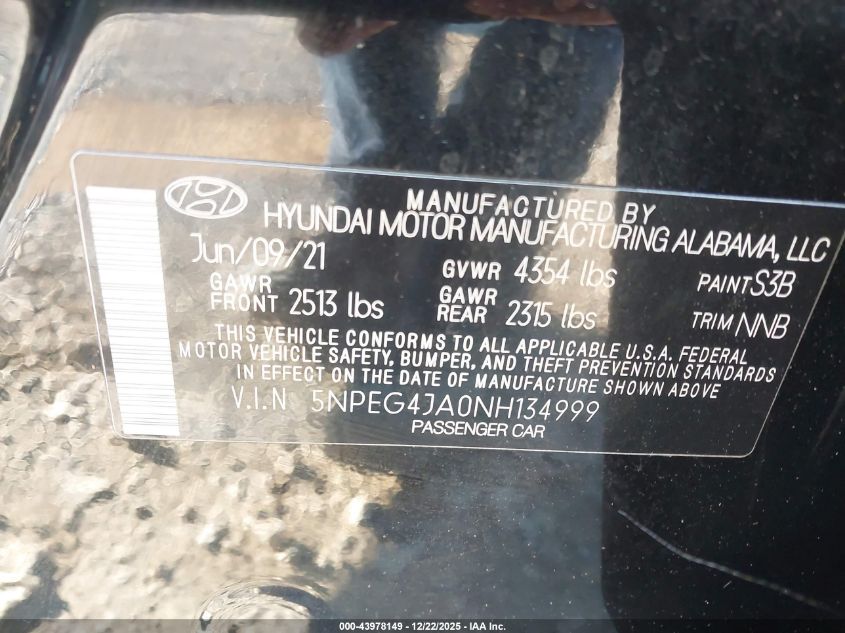 MANUFACTURED BY
HYUNDAI MOTOR MANUFACTURING ALABAMA, LLC
Jun/09/21 GVWR 4354 lbs PAINT S3B
GAWR FRONT 2513 lbs GAWR REAR 2315 lbs TRIM NNB
THIS VEHICLE CONFORMS TO ALL APPLICABLE U.S.A. FEDERAL
MOTOR VEHICLE SAFETY, BUMPER, AND THEFT PREVENTION STANDARDS
IN EFFECT ON THE DATE OF MANUFACTURE SHOWN ABOVE
V.I.N 5NPEG4JA0NH134999
PASSENGER CAR
000-43978149 - 12/22/2025 - IAA Inc.